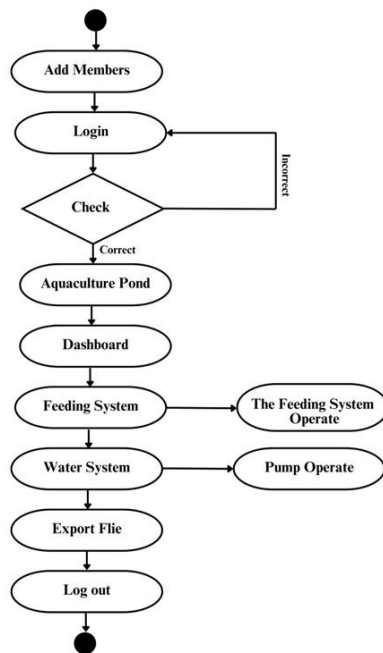 Add Members
Login
Incorrect
Check
Correct
Aquaculture Pond
Dashboard
Feeding System
The Feeding System
Operate
Water System
Pump Operate
Export Flie
Log out